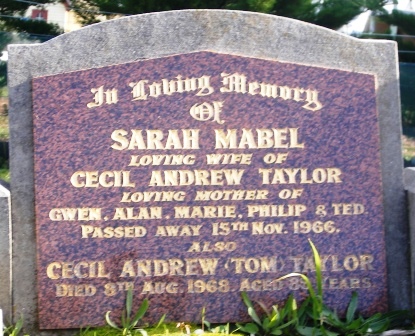 In Loving Memory
OF
SARAH MABEL
LOVING WIFE OF
CECIL ANDREW TAYLOR
LOVING MOTHER OF
GWEN, ALAN, MARIE, PHILIP & TED.
PASSED AWAY 15TH NOV. 1966.
ALSO
CECIL ANDREW (TOM) TAYLOR
DIED 8TH AUG. 1968. AGED YEARS.